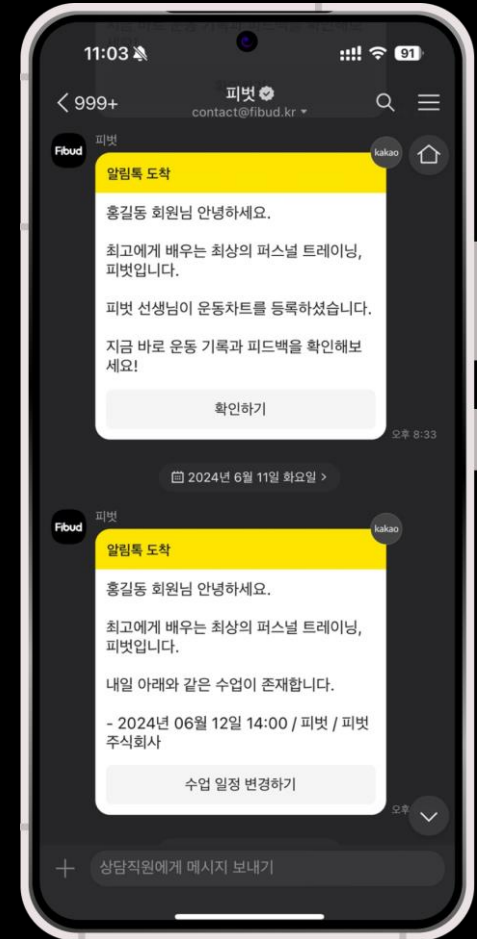 11:03
91
999+
피벗
contact@fibud.kr
Fibud
피벗
kakao
알림톡 도착
홍길동 회원님 안녕하세요.
최고에게 배우는 최상의 퍼스널 트레이닝,
피벗입니다.
피벗 선생님이 운동차트를 등록하셨습니다.
지금 바로 운동 기록과 피드백을 확인해보
세요!
확인하기
오후 8:33
2024년 6월 11일 화요일 >
Fibud
피벗
kakao
알림톡 도착
홍길동 회원님 안녕하세요.
최고에게 배우는 최상의 퍼스널 트레이닝,
피벗입니다.
내일 아래와 같은 수업이 존재합니다.
- 2024년 06월 12일 14:00 / 피벗 / 피벗
주식회사
수업 일정 변경하기
오후
상담직원에게 메시지 보내기